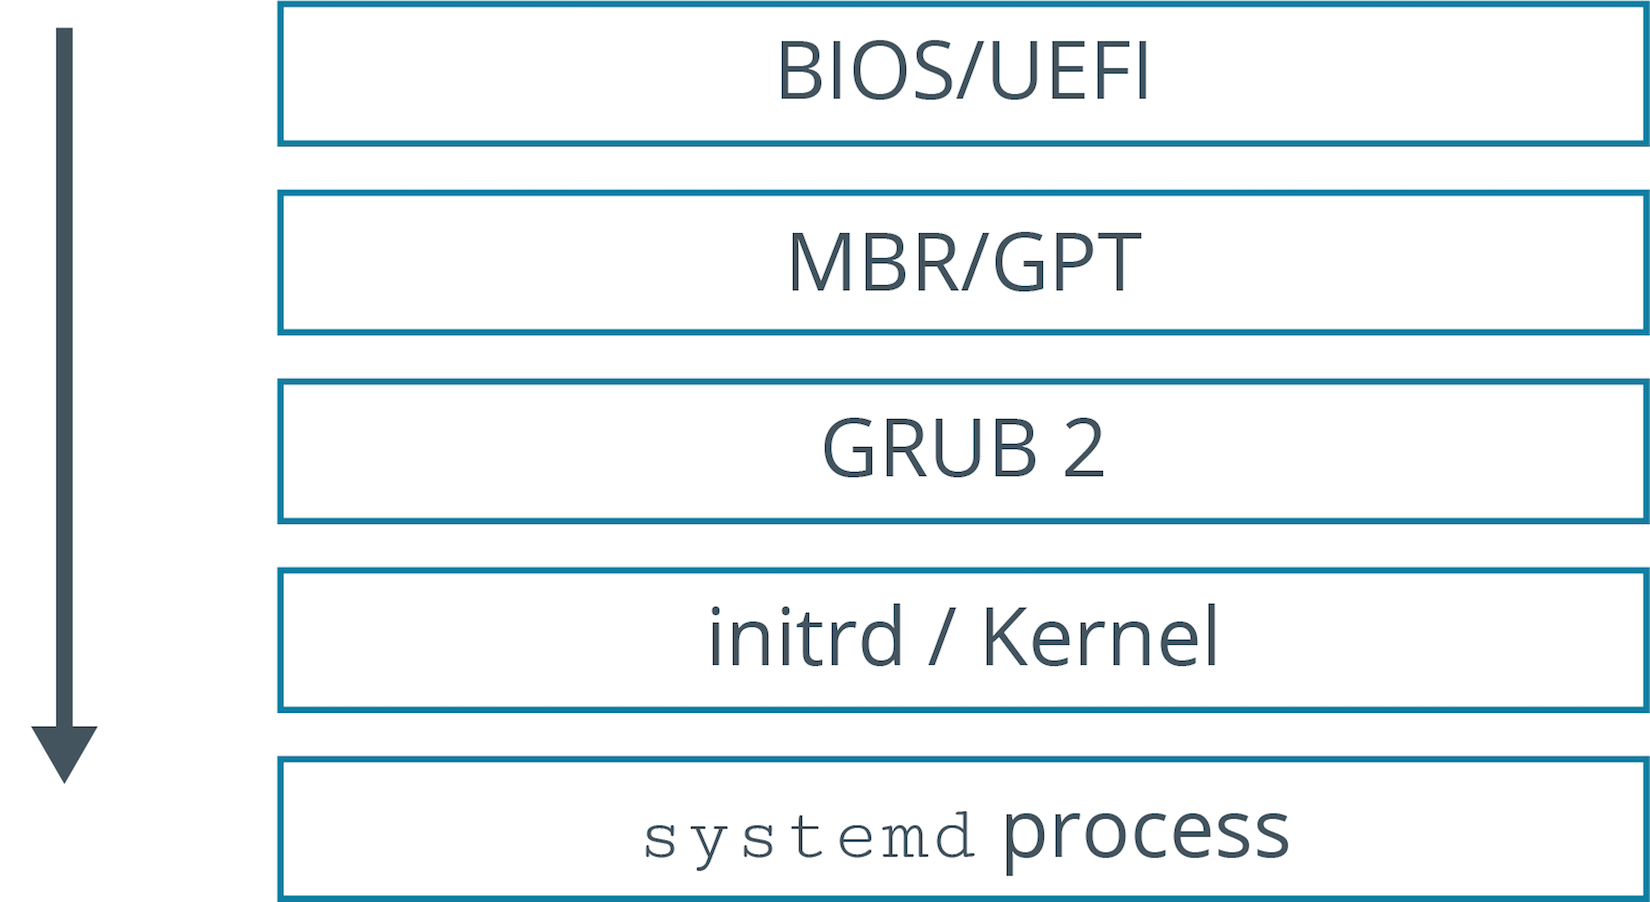 BIOS/UEFI
MBR/GPT
GRUB 2
initrd / Kernel
systemd process